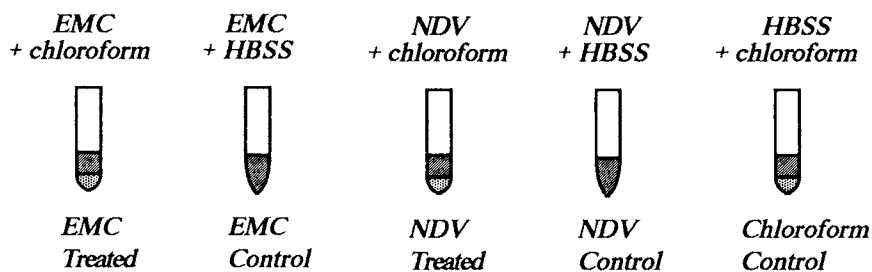 EMC
+ chloroform
EMC
+ HBSS
NDV
+ chloroform
NDV
+ HBSS
HBSS
+ chloroform
EMC
Treated
EMC
Control
NDV
Treated
NDV
Control
Chloroform
Control